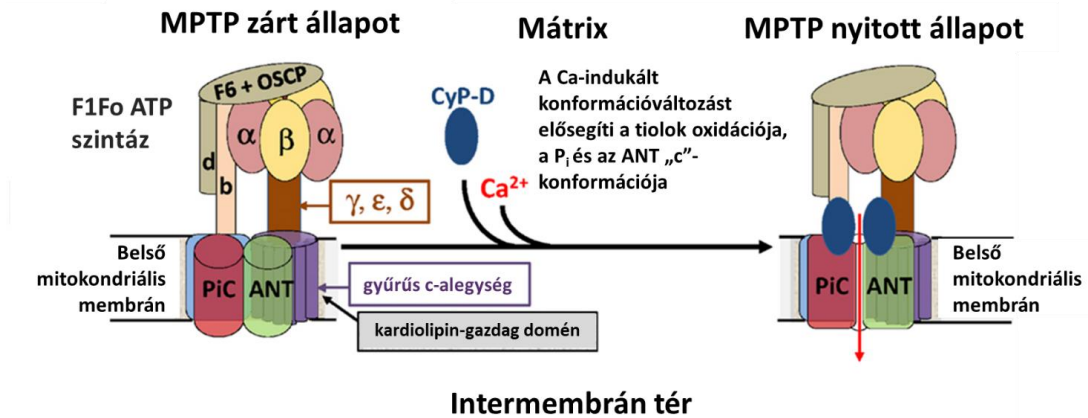 MPTP zárt állapot
Mátrix
MPTP nyitott állapot
F1Fo ATP
szintáz
F6 + OSCP
α
β
α
d
b
γ, ε, δ
CyP-D
Ca²⁺
A Ca-indukált
konformációváltozást
elősegíti a tiolok oxidációja,
a Pᵢ és az ANT „c”-
konformációja
Belső
mitokondriális
membrán
PiC
ANT
gyűrűs c-alegység
kardiolipin-gazdag domén
PiC
ANT
Belső
mitokondriális
membrán
Intermembrán tér